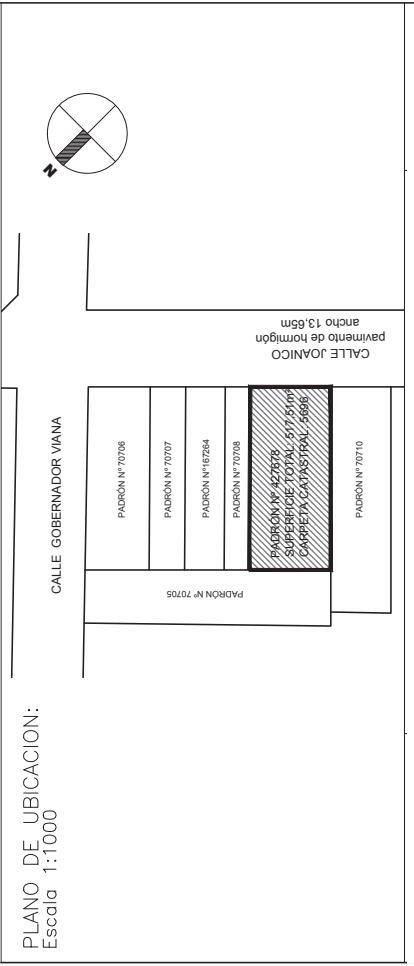 PLANO DE UBICACION:
Escala 1:1000
CALLE GOBERNADOR VIANA
N
PADRÓN Nº 70706
PADRÓN Nº 70707
PADRÓN Nº167264
PADRÓN Nº 70708
PADRÓN Nº 427678
SUPERFICIE TOTAL: 517,51m²
CARPETA CATASTRAL: 5696
PADRÓN Nº 70710
PADRÓN Nº 70705
CALLE JOANICO
pavimento de hormigón
ancho 13,65m